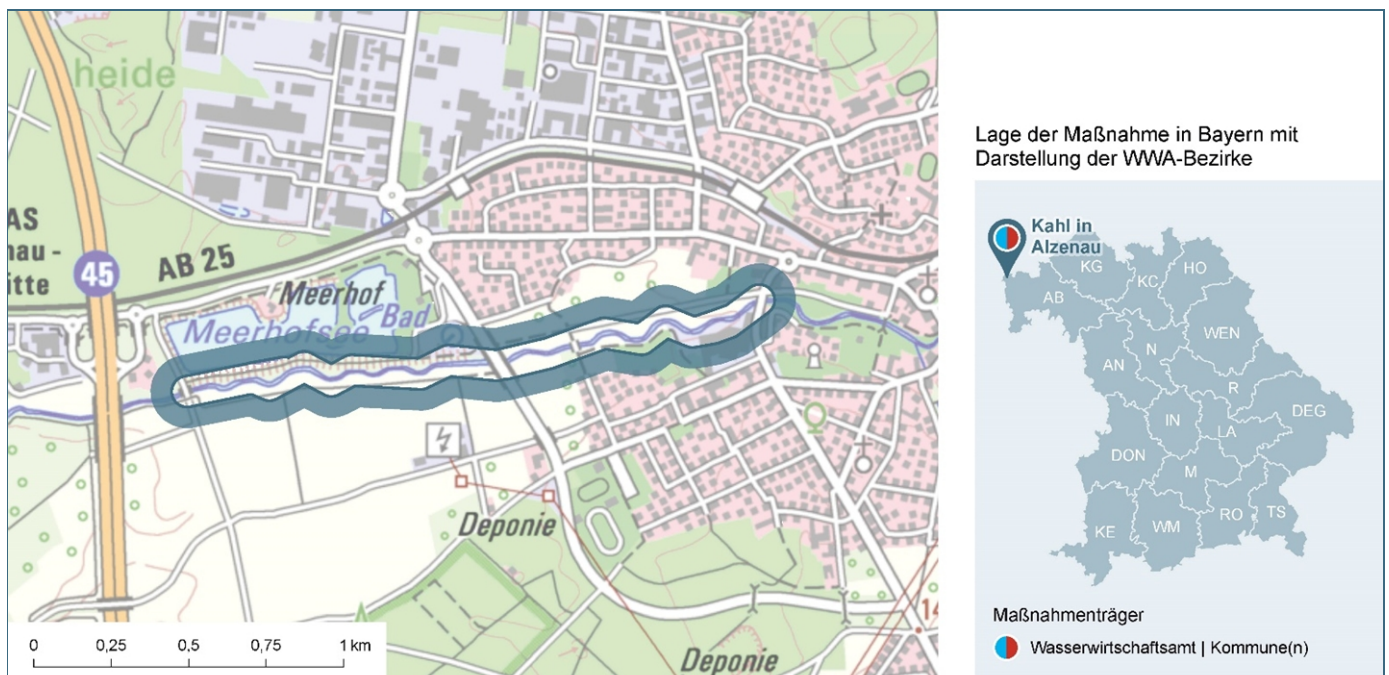 heide
AS
nau -
itte
45
AB 25
Meerhof
Meerhofsee
Bad
Deponie
Deponie
14
0 0,25 0,5 0,75 1 km
Lage der Maßnahme in Bayern mit
Darstellung der WWA-Bezirke
Kahl in
Alzenau
KG
HO
KC
AB
WEN
N
AN
R
DEG
IN
LA
DON
M
TS
RO
WM
KE
Maßnahmenträger
Wasserwirtschaftsamt | Kommune(n)